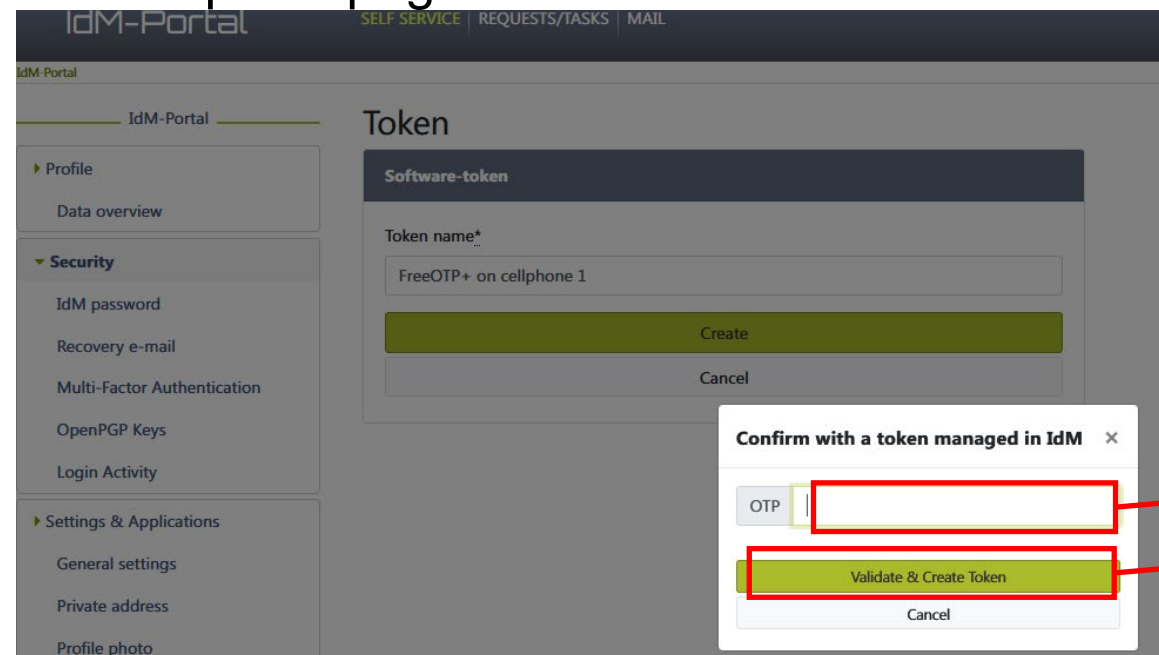 IdM-Portal
SELF SERVICE | REQUESTS/TASKS | MAIL
IdM-Portal
IdM-Portal
Profile
Data overview
Security
IdM password
Recovery e-mail
Multi-Factor Authentication
OpenPGP Keys
Login Activity
Settings & Applications
General settings
Private address
Profile photo
Token
Software-token
Token name*
FreeOTP+ on cellphone 1
Create
Cancel
Confirm with a token managed in IdM ×
OTP
Validate & Create Token
Cancel